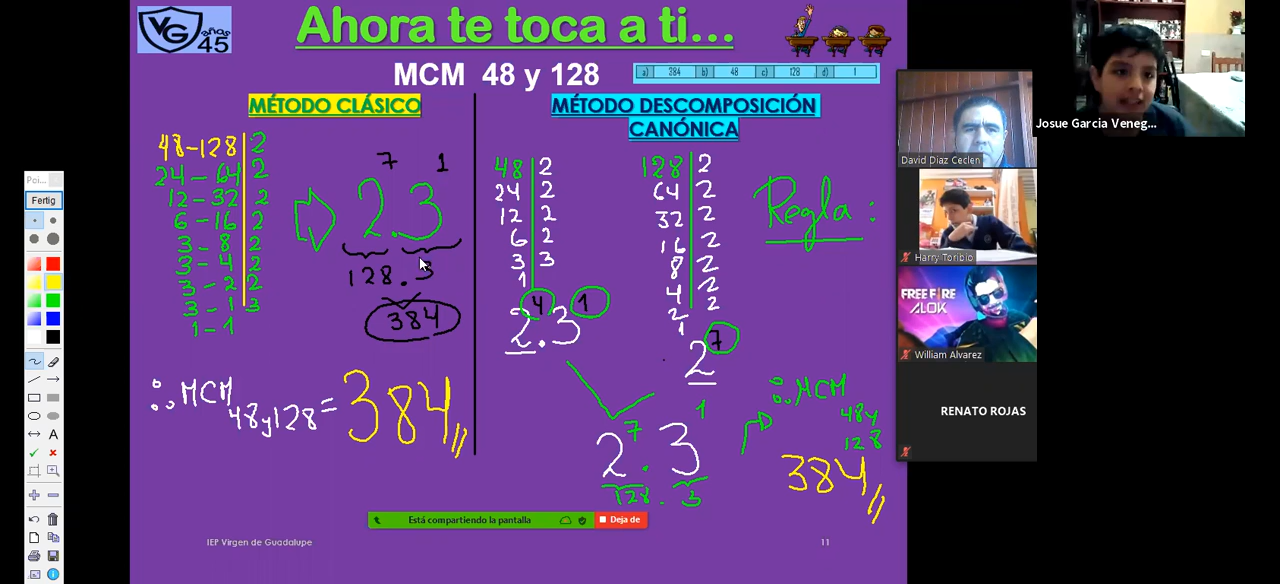 VG
años
45
Ahora te toca a ti...
MCM 48 y 128
a) 384 b) 48 c) 128 d) 1
MÉTODO CLÁSICO
48-128 2
24-64 2
12-32 2
6-16 2
3-8 2
3-4 2
3-2 2
3-1 3
1-1
7 1
2.3
128.3
384
∴ MCM 48y128 = 384
MÉTODO DESCOMPOSICIÓN
CANÓNICA
48 2
24 2
12 2
6 2
3 3
1
4 1
2.3
128 2
64 2
32 2
16 2
8 2
4 2
2 2
1
7
2
7 1
2.3
128.3
Regla:
∴ MCM
48y
128
384
Está compartiendo la pantalla
Deja de
IEP Virgen de Guadalupe
11
Poi...
Fertig
A
Josue Garcia Veneg...
David Diaz Ceclen
Harry Toribio
FREE FIRE
ALOK
William Alvarez
RENATO ROJAS